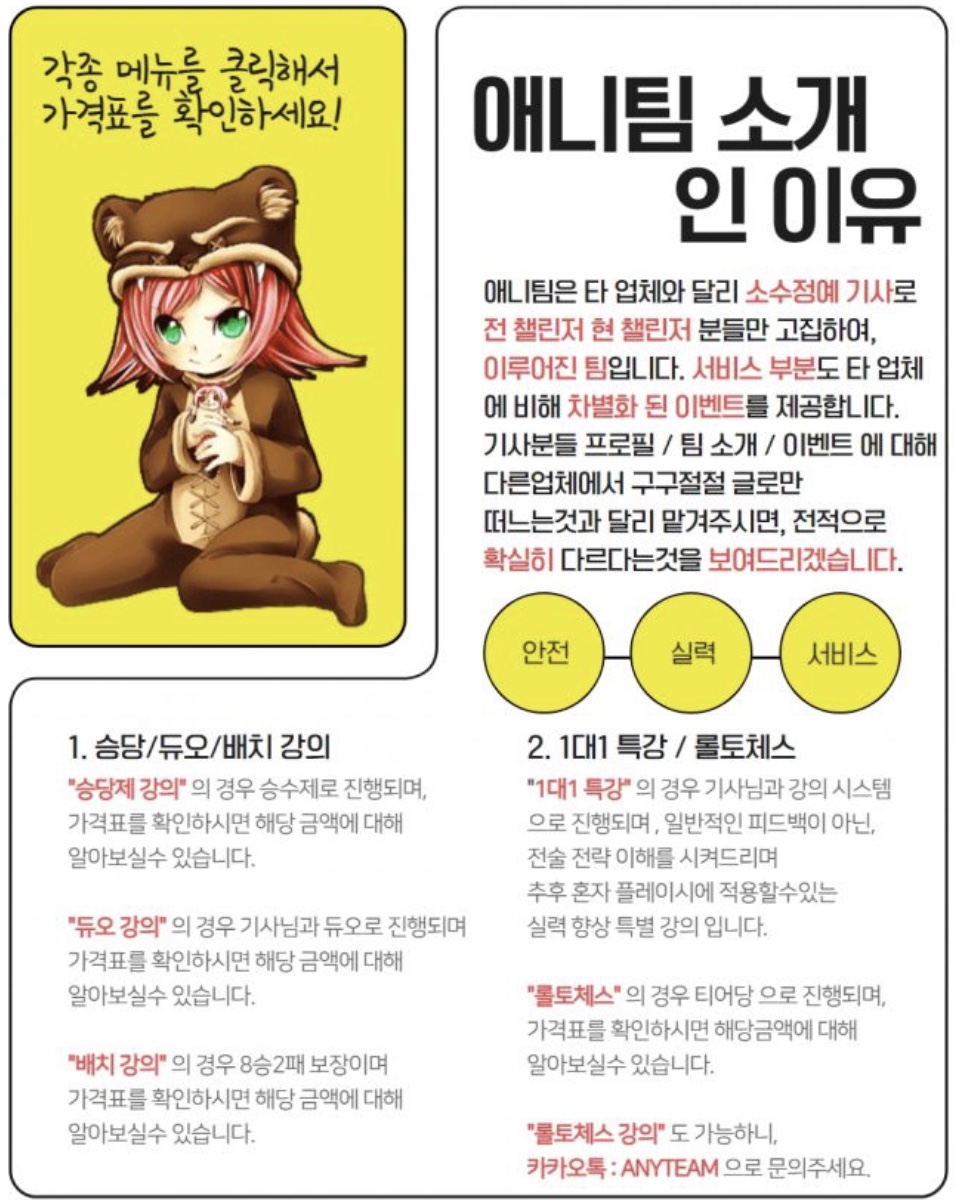 각종 메뉴를 클릭해서
가격표를 확인하세요!
애니팀 소개
인 이유
애니팀은 타 업체와 달리 소수정예 기사로
전 챌린저 현 챌린저 분들만 고집하여,
이루어진 팀입니다. 서비스 부분도 타 업체
에 비해 차별화 된 이벤트를 제공합니다.
기사분들 프로필 / 팀 소개 / 이벤트 에 대해
다른업체에서 구구절절 글로만
떠느는것과 달리 맡겨주시면, 전적으로
확실히 다르다는것을 보여드리겠습니다.
안전
실력
서비스
1. 승당/듀오/배치 강의
"승당제 강의" 의 경우 승수제로 진행되며,
가격표를 확인하시면 해당 금액에 대해
알아보실수 있습니다.
"듀오 강의" 의 경우 기사님과 듀오로 진행되며
가격표를 확인하시면 해당 금액에 대해
알아보실수 있습니다.
"배치 강의" 의 경우 8승2패 보장이며
가격표를 확인하시면 해당 금액에 대해
알아보실수 있습니다.
2. 1대1 특강 / 롤토체스
"1대1 특강" 의 경우 기사님과 강의 시스템
으로 진행되며 , 일반적인 피드백이 아닌,
전술 전략 이해를 시켜드리며
추후 혼자 플레이시에 적용할수있는
실력 향상 특별 강의 입니다.
"롤토체스" 의 경우 티어당 으로 진행되며,
가격표를 확인하시면 해당금액에 대해
알아보실수 있습니다.
"롤토체스 강의" 도 가능하니,
카카오톡 : ANYTEAM 으로 문의주세요.